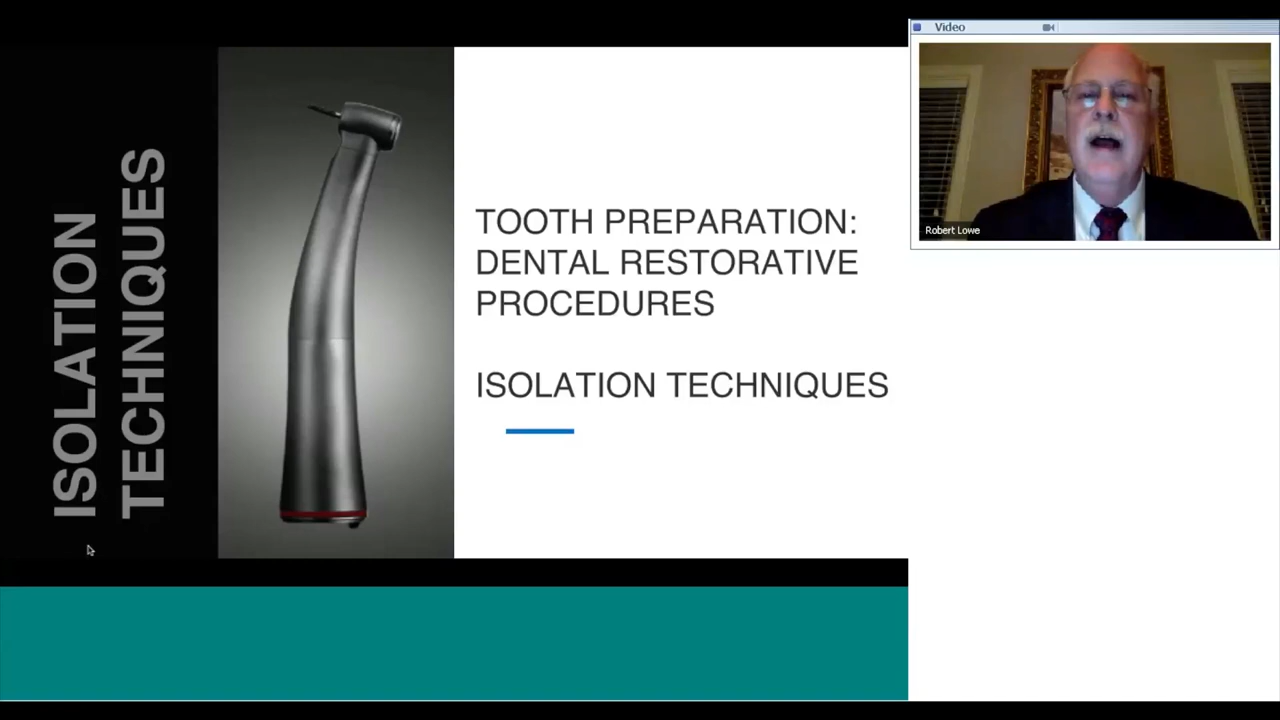 ISOLATION
TECHNIQUES
TOOTH PREPARATION:
DENTAL RESTORATIVE
PROCEDURES
ISOLATION TECHNIQUES
Video
Robert Lowe